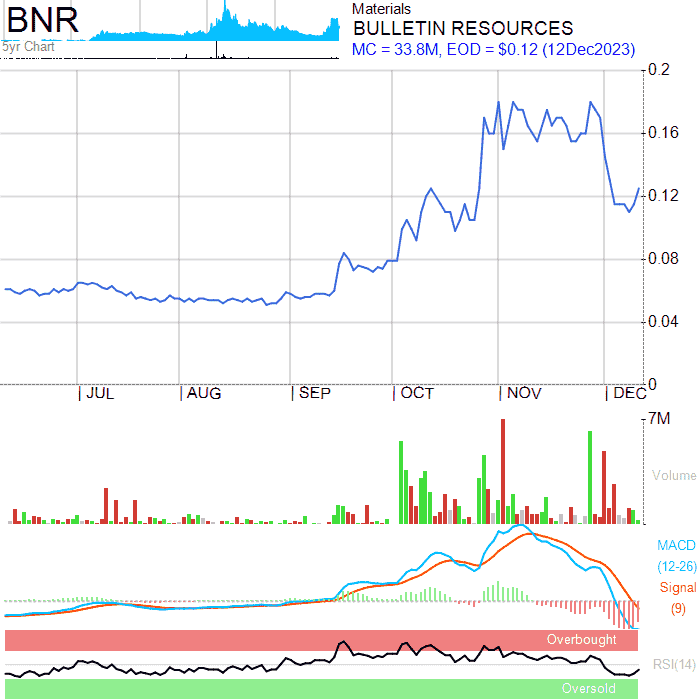 BNR
5yr Chart
Materials
BULLETIN RESOURCES
MC = 33.8M, EOD = $0.12 (12Dec2023)
0.2
0.16
0.12
0.08
0.04
0
JUL
AUG
SEP
OCT
NOV
DEC
7M
Volume
MACD
(12-26)
Signal
(9)
Overbought
RSI(14)
Oversold